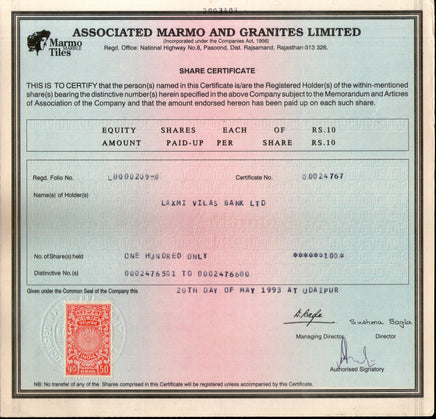 2003309
ASSOCIATED MARMO AND GRANITES LIMITED
(Incorporated under the Companies Act, 1956)
Regd. Office: National Highway No.8, Pasoond, Dist. Rajsamand, Rajasthan-313 326.
Marmo
MARBLE
Tiles
SHARE CERTIFICATE
THIS IS TO CERTIFY that the person(s) named in this Certificate is/are the Registered Holder(s) of the within-mentioned
share(s) bearing the distinctive number(s) herein specified in the above Company subject to the Memorandum and Articles
of Association of the Company and that the amount endorsed hereon has been paid up on each such share.
EQUITY SHARES EACH OF RS.10
AMOUNT PAID-UP PER SHARE RS.10
Regd. Folio No. L0000209-0 Certificate No. 00024767
Name(s) of Holder(s) LAXMI VILAS BANK LTD
No. of Share(s) held ONE HUNDRED ONLY ******100*
Distinctive No.(s) 0002476501 TO 0002476600
Given under the Common Seal of the Company this 20TH DAY OF MAY 1993 AT UDAIPUR
Sushma Bagla
Managing Director Director
Authorised Signatory
INDIA
50
NB: No transfer of any of the Shares comprised in this Certificate will be registered unless accompanied by this Certificate.